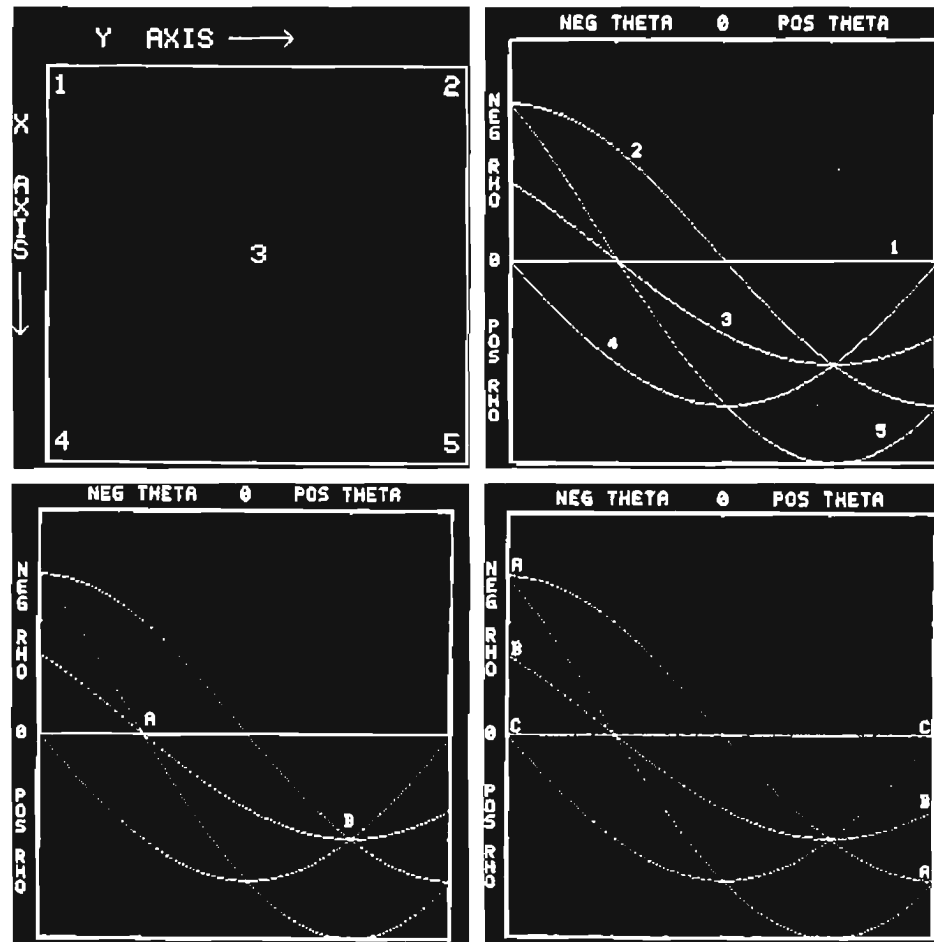 Y AXIS
X AXIS
1
2
3
4
5
NEG THETA 0 POS THETA
NEG RHO 0 POS RHO
2
1
3
4
5
NEG THETA 0 POS THETA
NEG RHO 0 POS RHO
A
B
NEG THETA 0 POS THETA
NEG RHO 0 POS RHO
A
B
C
C
B
A